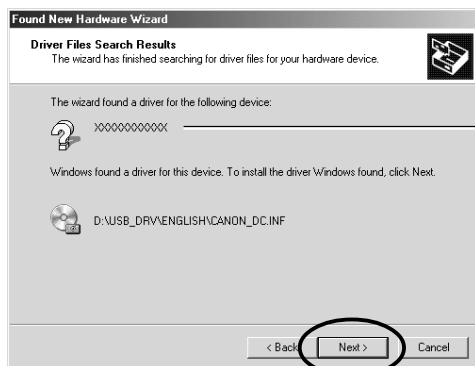 Found New Hardware Wizard
Driver Files Search Results
The wizard has finished searching for driver files for your hardware device.
The wizard found a driver for the following device:
XXXXXXXXXXX
Windows found a driver for this device. To install the driver Windows found, click Next.
D:\USB_DRV\ENGLISH\CANON_DC.INF
< Back Next > Cancel